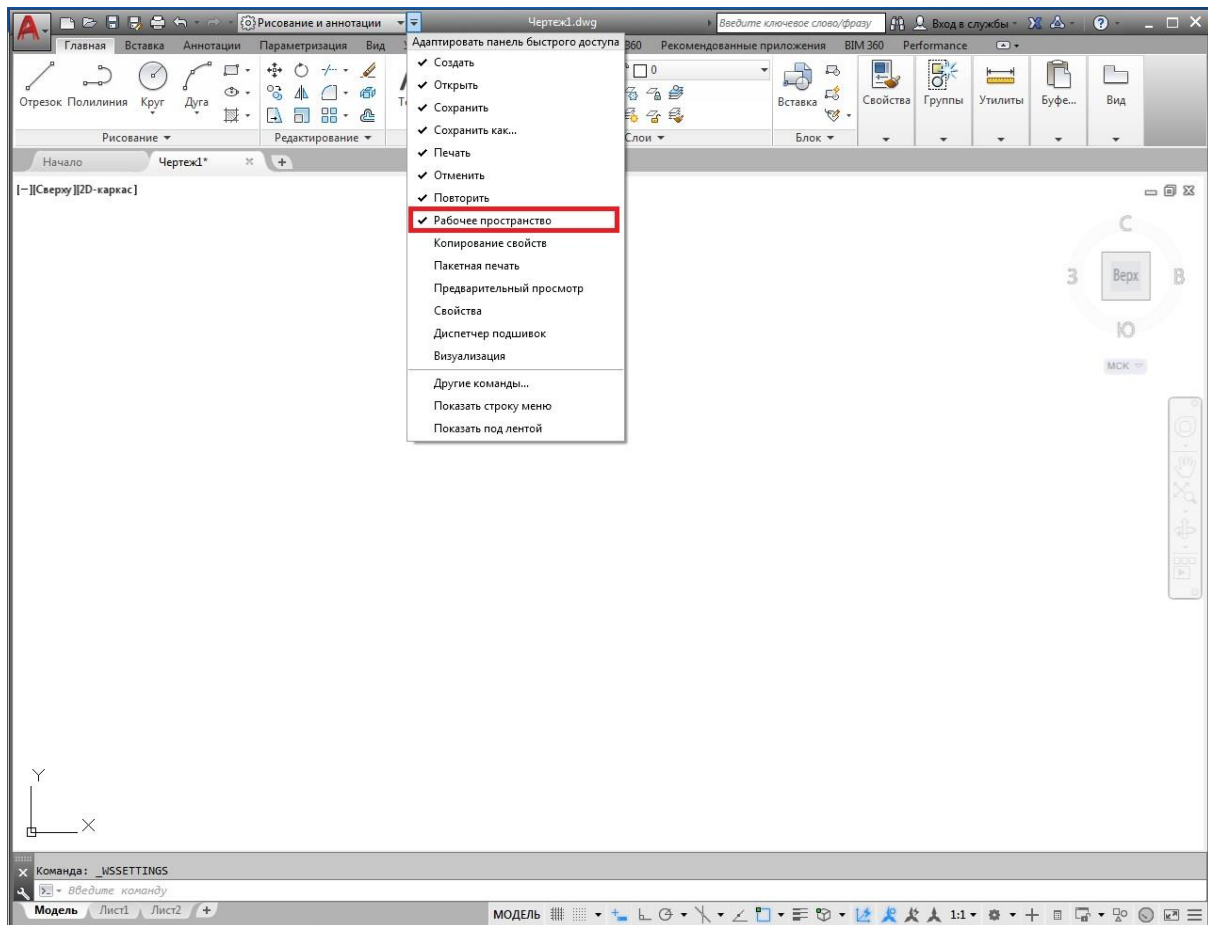 Рисование и аннотации Чертеж1.dwg Введите ключевое слово/фразу Вход в службы
Главная Вставка Аннотации Параметризация Вид 360 Рекомендованные приложения BIM 360 Performance
Адаптировать панель быстрого доступа
Создать
Открыть
Сохранить
Сохранить как...
Печать
Отменить
Повторить
Рабочее пространство
Копирование свойств
Пакетная печать
Предварительный просмотр
Свойства
Диспетчер подшивок
Визуализация
Другие команды...
Показать строку меню
Показать под лентой
0
Отрезок Полилиния Круг Дуга Вставка Свойства Группы Утилиты Буфе... Вид
Рисование Редактирование Слои Блок
Начало Чертеж1* +
[−][Сверху][2D-каркас]
С
З Верх В
Ю
МСК
Y
X
Команда: _WSSETTINGS
Введите команду
Модель Лист1 Лист2 + МОДЕЛЬ 1:1